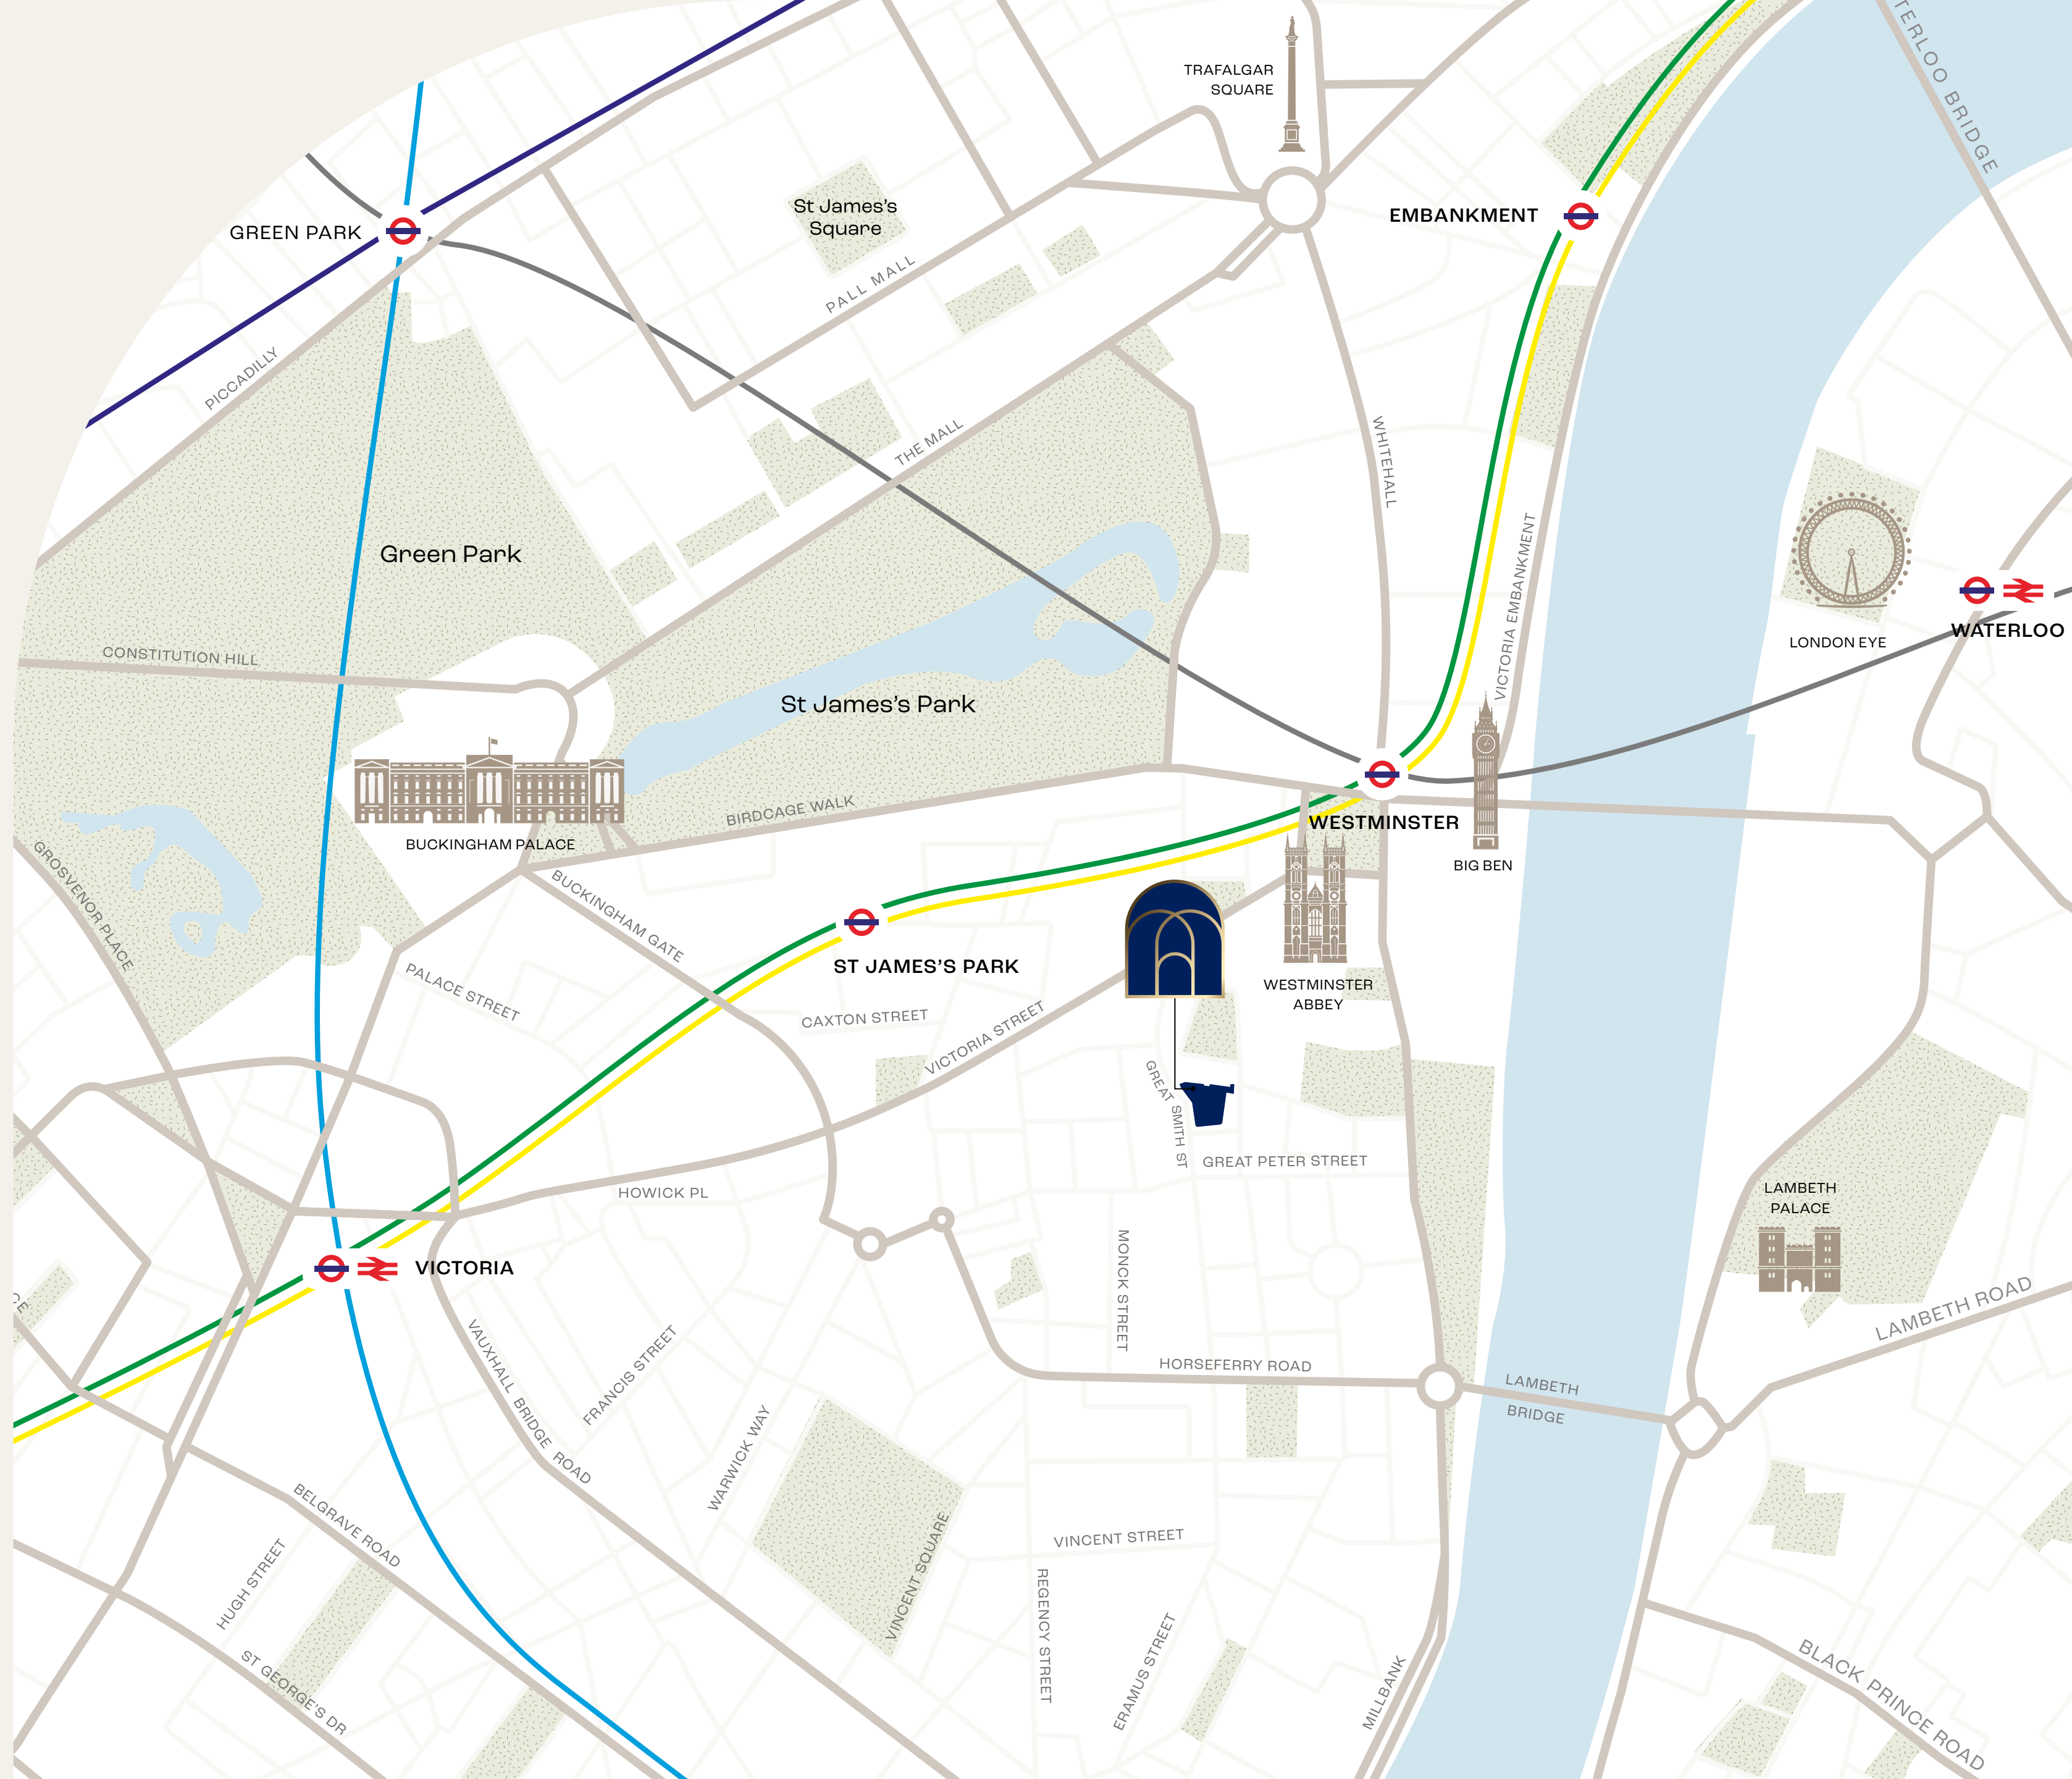 TRAFALGAR
SQUARE
TERLOO BRIDGE
St James's
Square
EMBANKMENT
GREEN PARK
PALL MALL
PICCADILLY
THE MALL
WHITEHALL
Green Park
VICTORIA EMBANKMENT
LONDON EYE
WATERLOO
CONSTITUTION HILL
St James's Park
BIRDCAGE WALK
WESTMINSTER
BUCKINGHAM PALACE
BIG BEN
GROSVENOR PLACE
BUCKINGHAM GATE
ST JAMES'S PARK
PALACE STREET
WESTMINSTER
ABBEY
CAXTON STREET
VICTORIA STREET
GREAT SMITH ST
GREAT PETER STREET
HOWICK PL
LAMBETH
PALACE
VICTORIA
MONCK STREET
CE
LAMBETH ROAD
VAUXHALL BRIDGE ROAD
FRANCIS STREET
HORSEFERRY ROAD
LAMBETH
BRIDGE
WARWICK WAY
BELGRAVE ROAD
VINCENT SQUARE
VINCENT STREET
HUGH STREET
REGENCY STREET
ERAMUS STREET
MILLBANK
ST GEORGE'S DR
BLACK PRINCE ROAD